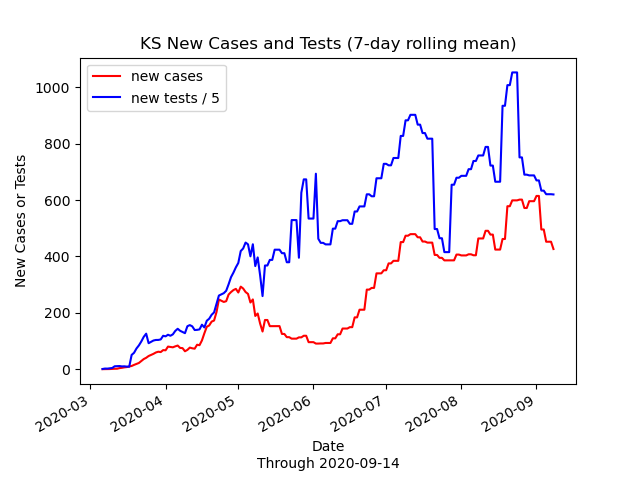 KS New Cases and Tests (7-day rolling mean)
new cases
new tests / 5
New Cases or Tests
1000
800
600
400
200
0
2020-03
2020-04
2020-05
2020-06
2020-07
2020-08
2020-09
Date
Through 2020-09-14